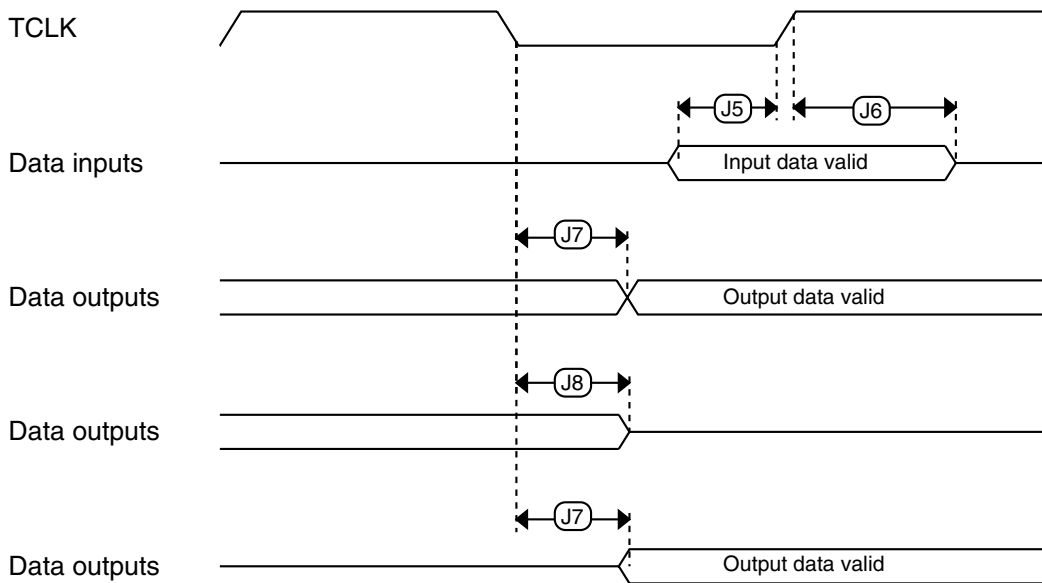 TCLK
J5
J6
Data inputs
Input data valid
J7
Data outputs
Output data valid
J8
Data outputs
J7
Data outputs
Output data valid